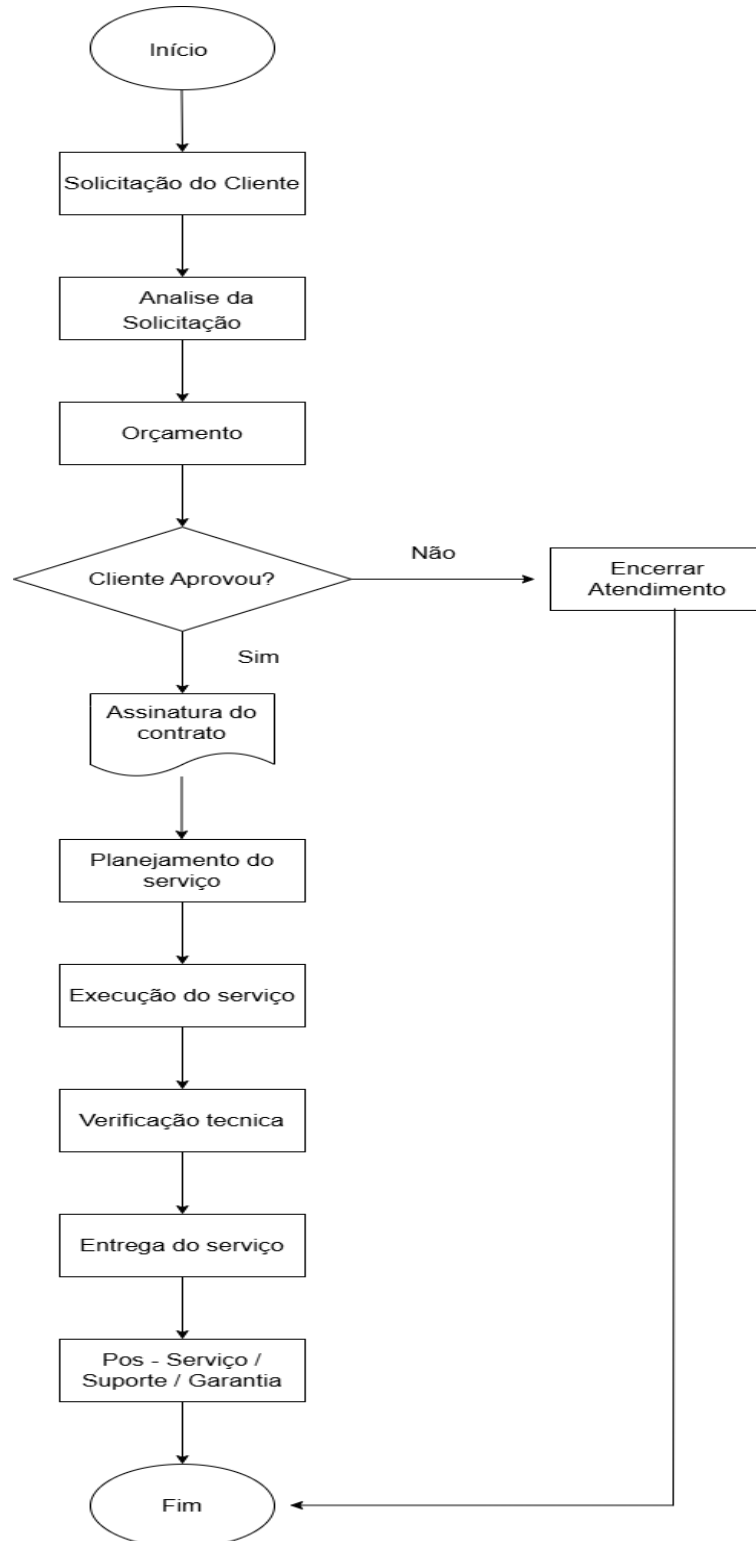 Início
Solicitação do Cliente
Analise da
Solicitação
Orçamento
Cliente Aprovou?
Não
Encerrar
Atendimento
Sim
Assinatura do
contrato
Planejamento do
serviço
Execução do serviço
Verificação tecnica
Entrega do serviço
Pos - Serviço /
Suporte / Garantia
Fim